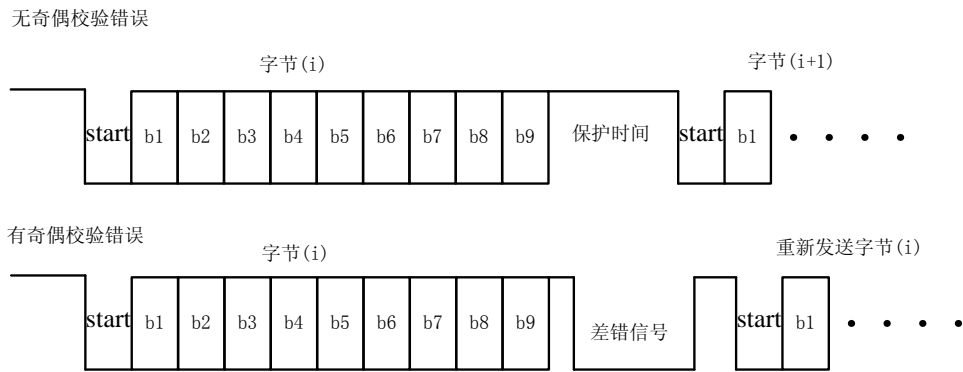 无奇偶校验错误
字节(i) 字节(i+1)
start b1 b2 b3 b4 b5 b6 b7 b8 b9 保护时间 start b1
有奇偶校验错误
字节(i) 重新发送字节(i)
start b1 b2 b3 b4 b5 b6 b7 b8 b9 差错信号 start b1